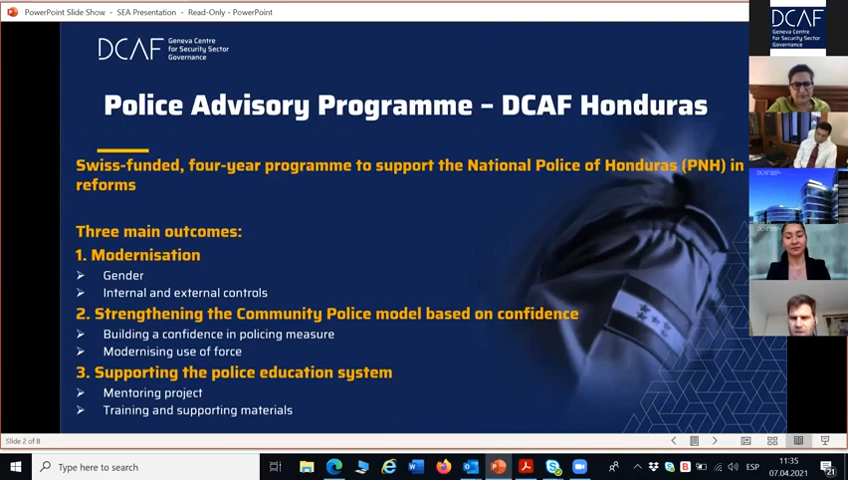 PowerPoint Slide Show - SEA Presentation - Read-Only - PowerPoint
DCAF
Geneva Centre
for Security Sector
Governance
Police Advisory Programme – DCAF Honduras
Swiss-funded, four-year programme to support the National Police of Honduras (PNH) in
reforms
Three main outcomes:
1. Modernisation
Gender
Internal and external controls
2. Strengthening the Community Police model based on confidence
Building a confidence in policing measure
Modernising use of force
3. Supporting the police education system
Mentoring project
Training and supporting materials
DCAF
Geneva Centre
for Security Sector
Governance
Slide 2 of 8
Type here to search
ESP
11:35
07.04.2021
21